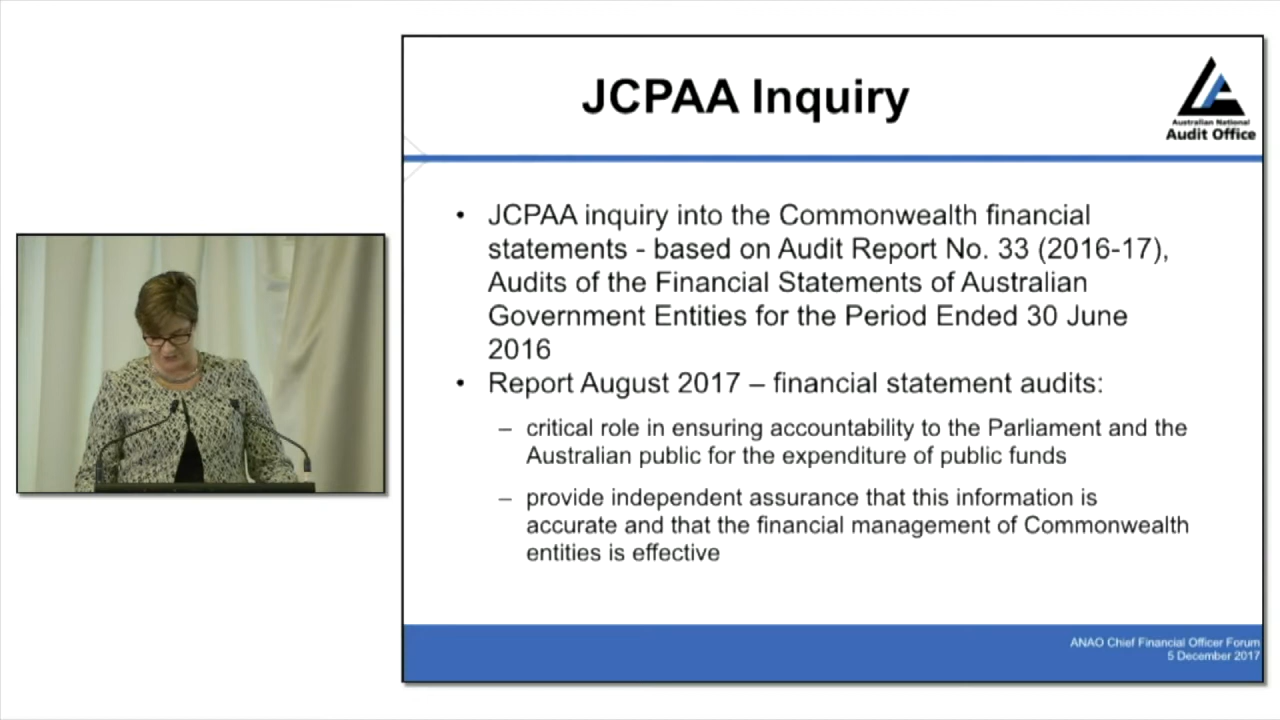 JCPAA Inquiry
Australian National
Audit Office
• JCPAA inquiry into the Commonwealth financial
statements - based on Audit Report No. 33 (2016-17),
Audits of the Financial Statements of Australian
Government Entities for the Period Ended 30 June
2016
• Report August 2017 – financial statement audits:
– critical role in ensuring accountability to the Parliament and the
Australian public for the expenditure of public funds
– provide independent assurance that this information is
accurate and that the financial management of Commonwealth
entities is effective
ANAO Chief Financial Officer Forum
5 December 2017